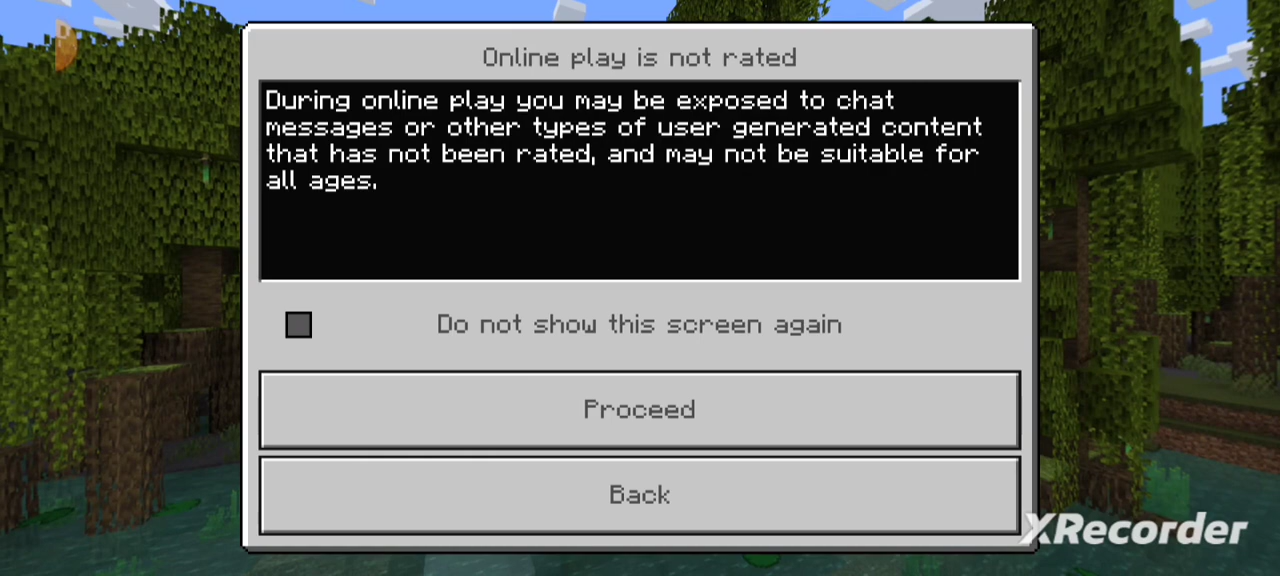 Online play is not rated
During online play you may be exposed to chat
messages or other types of user generated content
that has not been rated, and may not be suitable for
all ages.
Do not show this screen again
Proceed
Back
XRecorder